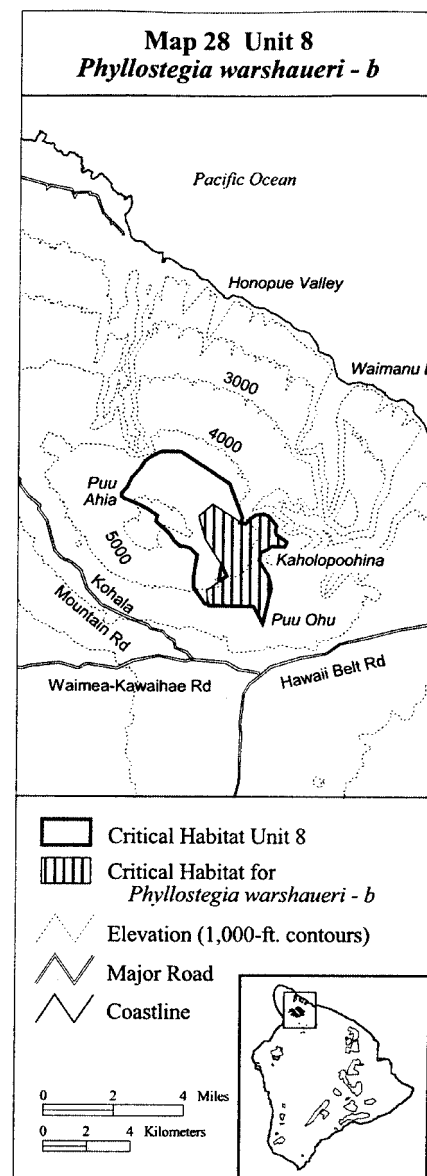 Map 28 Unit 8
Phyllostegia warshaueri - b
Pacific Ocean
Honopue Valley
Waimanu
3000
4000
Puu
Ahia
5000
Kaholopoohina
Kohala
Mountain Rd
Puu Ohu
Hawaii Belt Rd
Waimea-Kawaihae Rd
Critical Habitat Unit 8
Critical Habitat for
Phyllostegia warshaueri - b
Elevation (1,000-ft. contours)
Major Road
Coastline
0 2 4 Miles
0 2 4 Kilometers